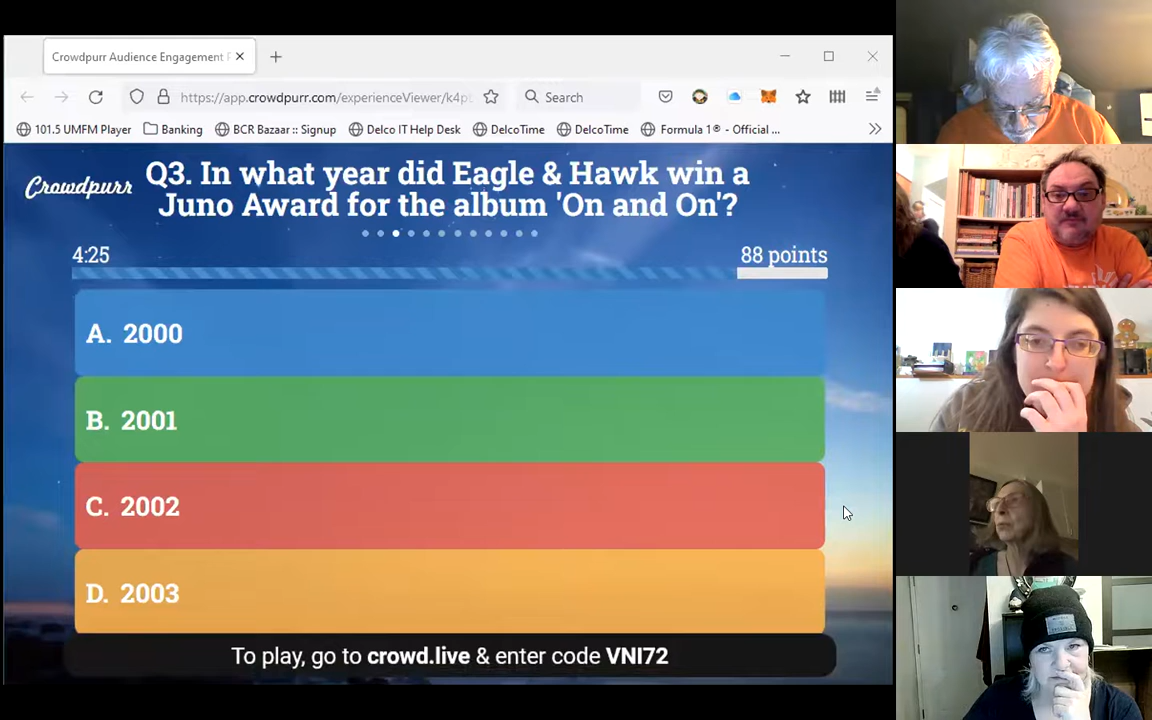 Crowdpurr Audience Engagement
https://app.crowdpurr.com/experienceViewer/k4p
Search
101.5 UMFM Player
Banking
BCR Bazaar :: Signup
Delco IT Help Desk
DelcoTime
DelcoTime
Formula 1® - Official ...
Crowdpurr
Q3. In what year did Eagle & Hawk win a
Juno Award for the album 'On and On'?
4:25
88 points
A. 2000
B. 2001
C. 2002
D. 2003
To play, go to crowd.live & enter code VNI72